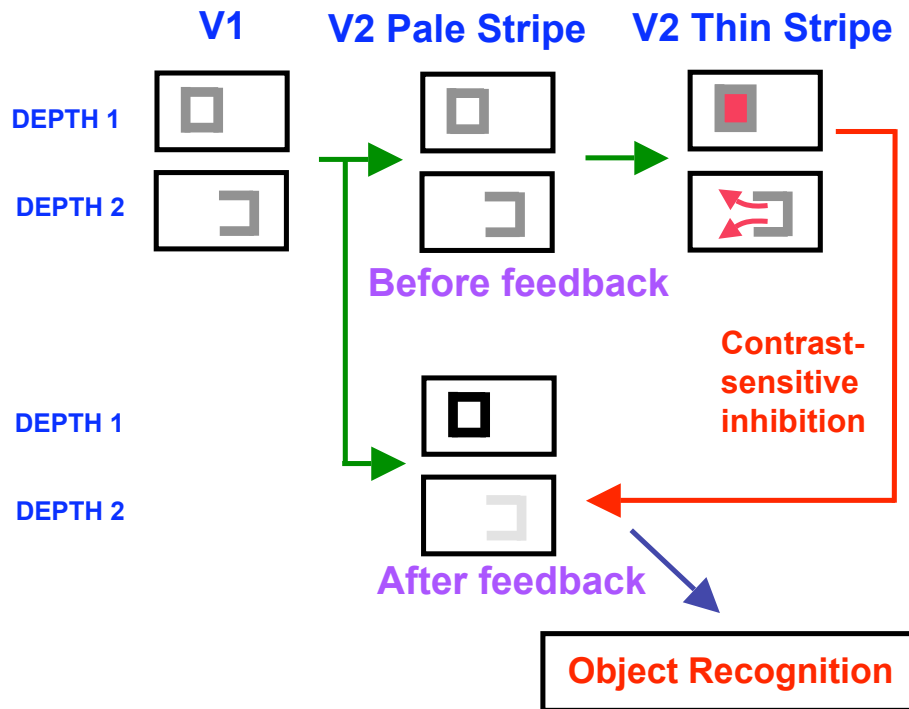 V1 V2 Pale Stripe V2 Thin Stripe
DEPTH 1
DEPTH 2
Before feedback
Contrast-
sensitive
inhibition
DEPTH 1
DEPTH 2
After feedback
Object Recognition